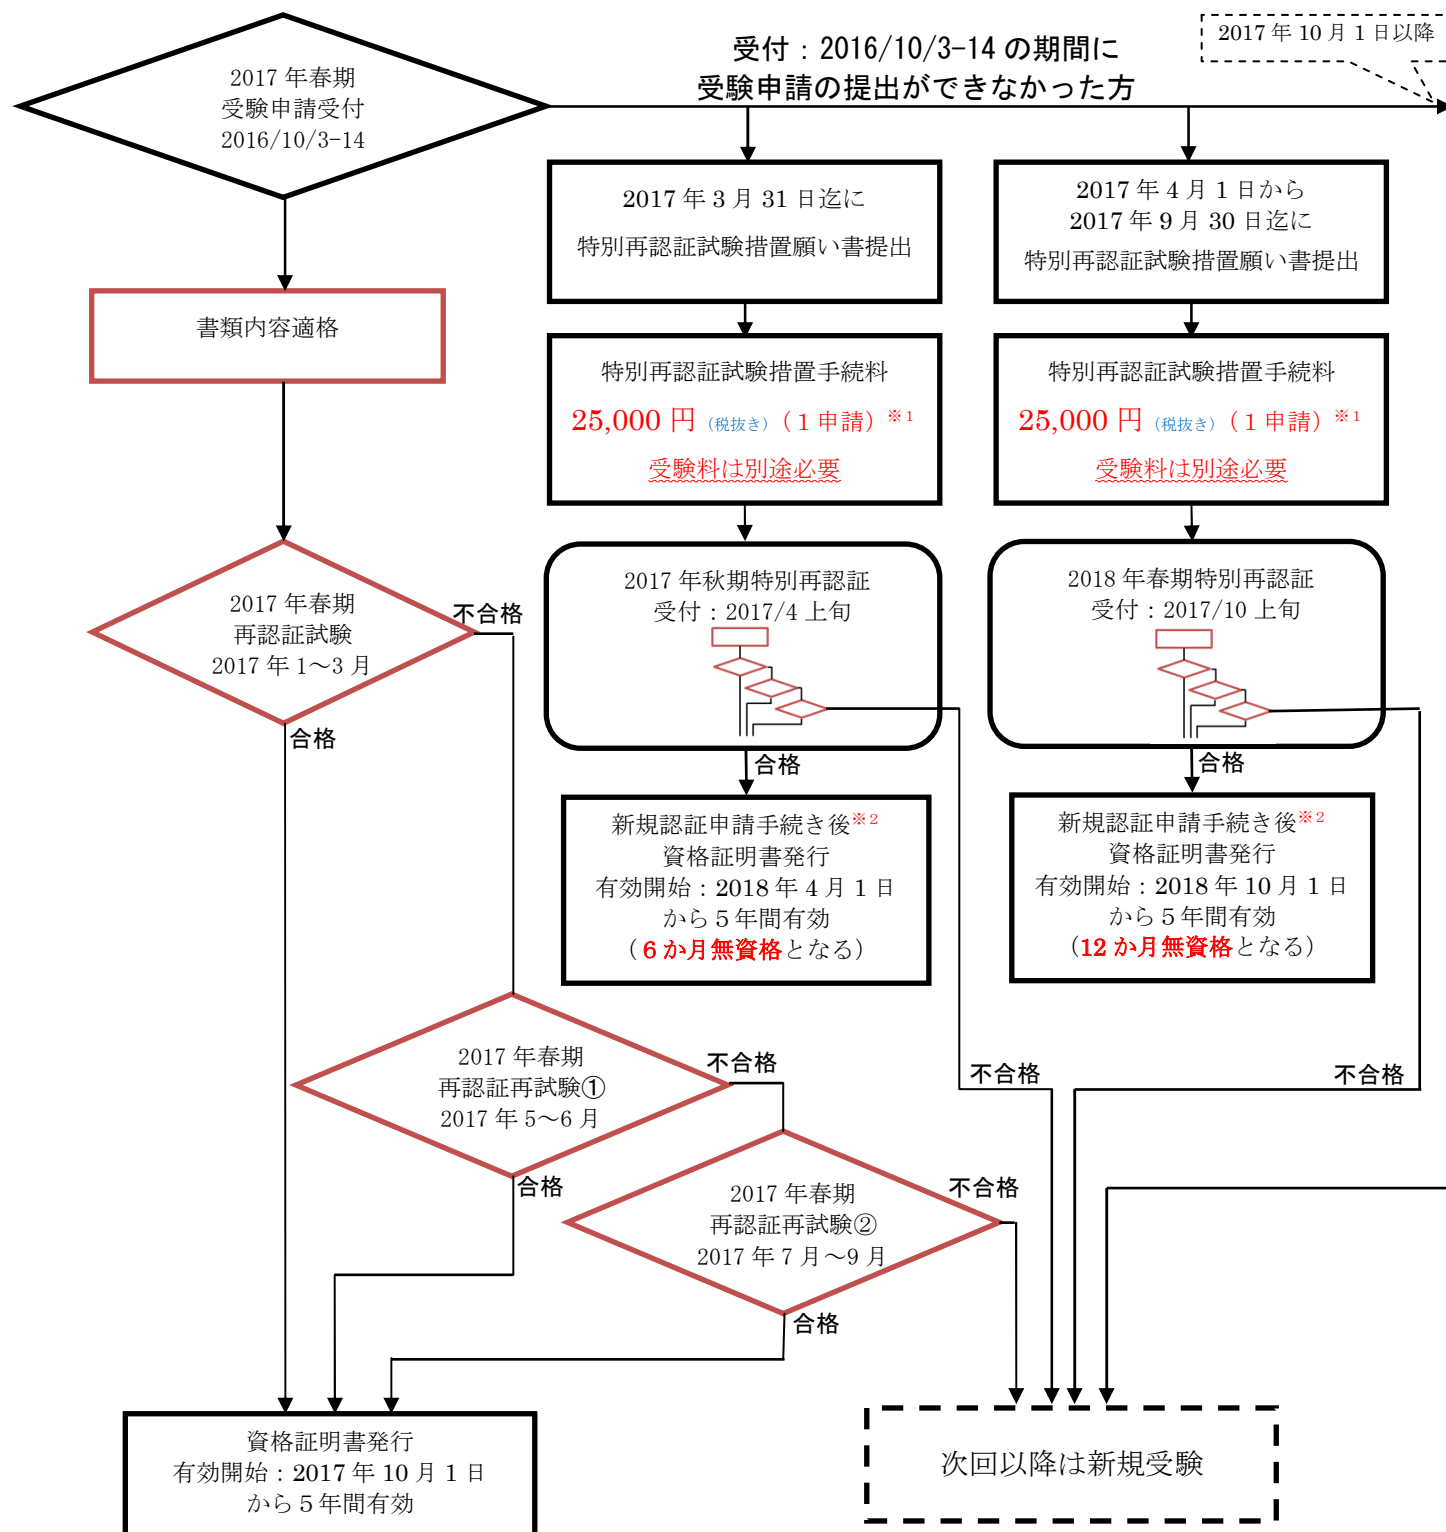 2017年春期
受験申請受付
2016/10/3-14
受付：2016/10/3-14 の期間に
受験申請の提出ができなかった方
2017年10月1日以降
2017年3月31日迄に
特別再認証試験措置願い書提出
2017年4月1日から
2017年9月30日迄に
特別再認証試験措置願い書提出
書類内容適格
特別再認証試験措置手続料
25,000円（税抜き）（1申請）※1
受験料は別途必要
特別再認証試験措置手続料
25,000円（税抜き）（1申請）※1
受験料は別途必要
2017年春期
再認証試験
2017年1～3月
不合格
合格
2017年秋期特別再認証
受付：2017/4上旬
合格
2018年春期特別再認証
受付：2017/10上旬
合格
新規認証申請手続き後※2
資格証明書発行
有効開始：2018年4月1日
から５年間有効
（６か月無資格となる）
新規認証申請手続き後※2
資格証明書発行
有効開始：2018年10月1日
から５年間有効
（12か月無資格となる）
2017年春期
再認証再試験①
2017年5～6月
不合格
合格
不合格
不合格
2017年春期
再認証再試験②
2017年7月～9月
不合格
合格
資格証明書発行
有効開始：2017年10月1日
から５年間有効
次回以降は新規受験